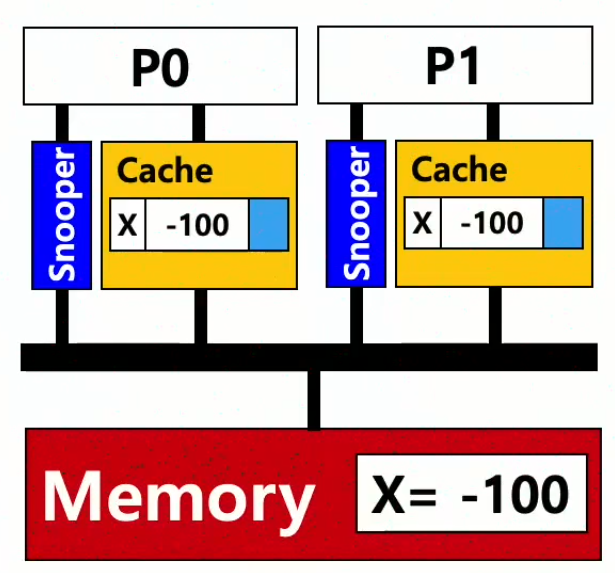 P0
P1
Snooper
Cache
X -100
Snooper
Cache
X -100
Memory
X= -100